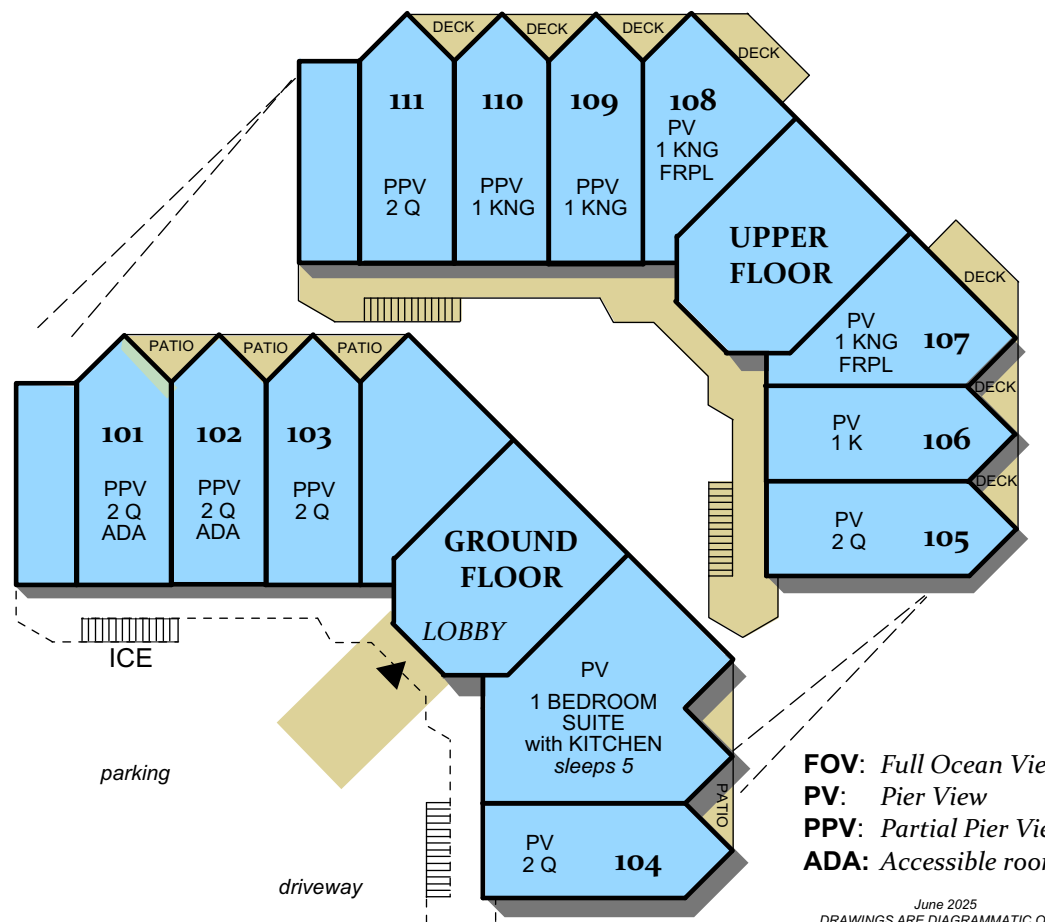 DECK
DECK
DECK
DECK
111
PPV
2 Q
110
PPV
1 KNG
109
PPV
1 KNG
108
PV
1 KNG
FRPL
UPPER
FLOOR
DECK
PV
1 KNG
FRPL
107
DECK
PV
1 K
106
DECK
PV
2 Q
105
PATIO
PATIO
PATIO
101
PPV
2 Q
ADA
102
PPV
2 Q
ADA
103
PPV
2 Q
GROUND
FLOOR
LOBBY
ICE
PV
1 BEDROOM
SUITE
with KITCHEN
sleeps 5
PATIO
PV
2 Q
104
parking
driveway
FOV: Full Ocean Vie
PV: Pier View
PPV: Partial Pier Vie
ADA: Accessible roo
June 2025
DRAWINGS ARE DIAGRAMMATIC O